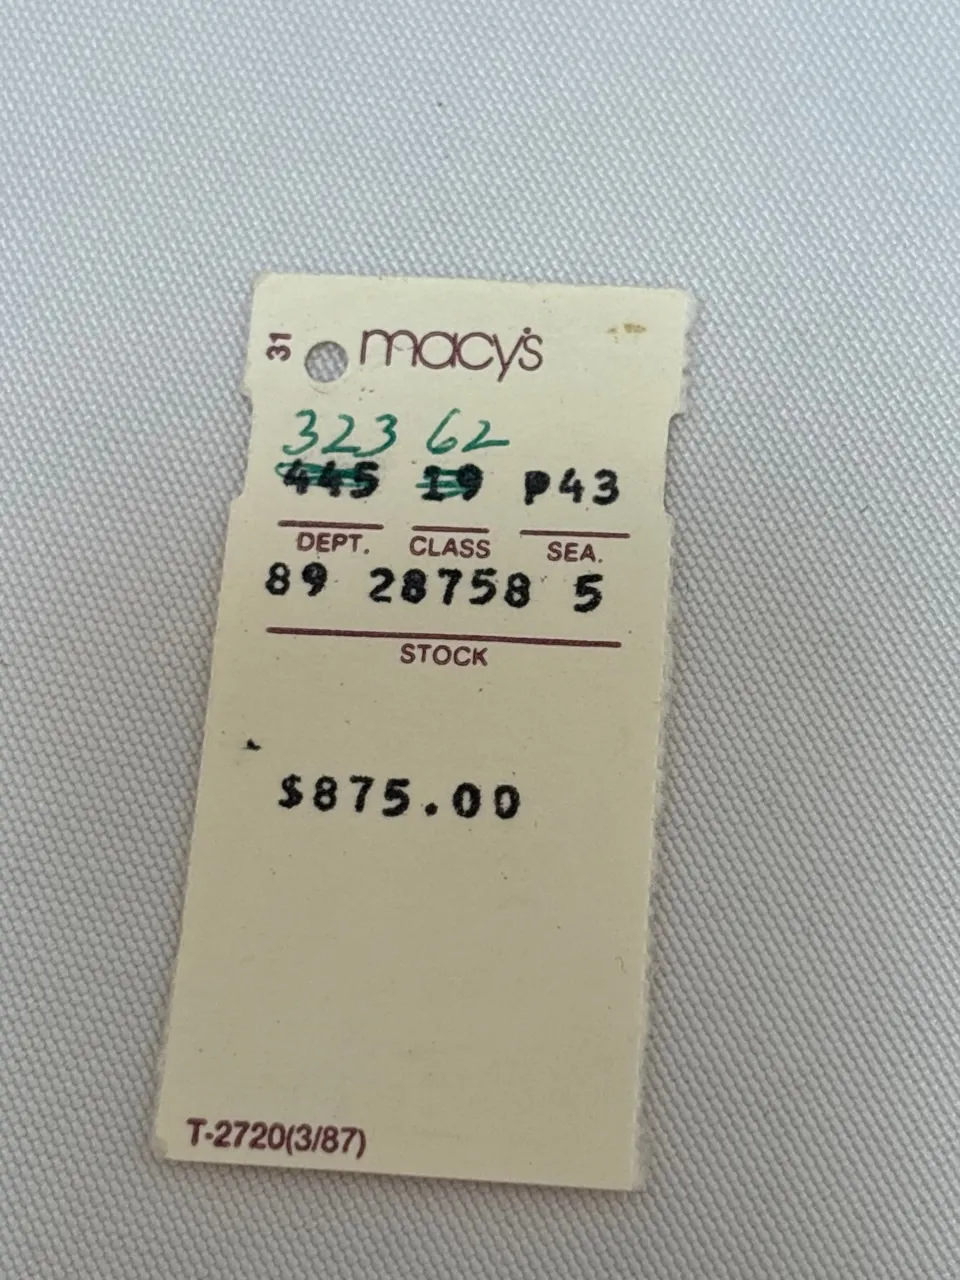 31
macy's
323 62
445 19 P43
DEPT. CLASS SEA.
89 28758 5
STOCK
$875.00
T-2720(3/87)